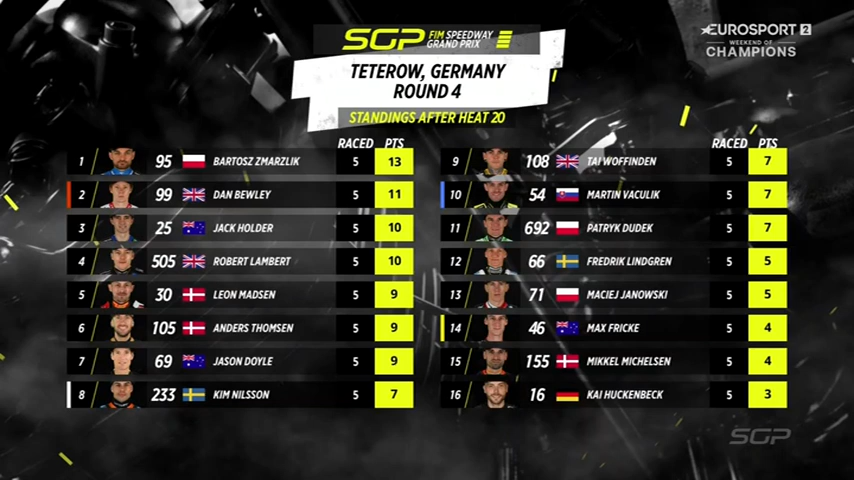 SGP FIM SPEEDWAY GRAND PRIX
EUROSPORT 2
WEEKEND OF
CHAMPIONS
TETEROW, GERMANY
ROUND 4
STANDINGS AFTER HEAT 20
RACED PTS
1 95 BARTOSZ ZMARZLIK 5 13
2 99 DAN BEWLEY 5 11
3 25 JACK HOLDER 5 10
4 505 ROBERT LAMBERT 5 10
5 30 LEON MADSEN 5 9
6 105 ANDERS THOMSEN 5 9
7 69 JASON DOYLE 5 9
8 233 KIM NILSSON 5 7
RACED PTS
9 108 TAI WOFFINDEN 5 7
10 54 MARTIN VACULIK 5 7
11 692 PATRYK DUDEK 5 7
12 66 FREDRIK LINDGREN 5 5
13 71 MACIEJ JANOWSKI 5 5
14 46 MAX FRICKE 5 4
15 155 MIKKEL MICHELSEN 5 4
16 16 KAI HUCKENBECK 5 3
SGP